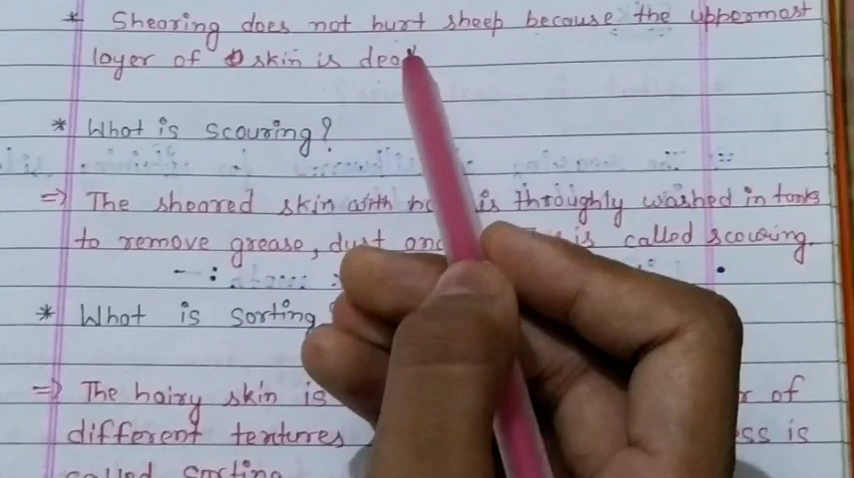 * Shearing does not hurt sheep because the uppermost
layer of skin is dead
* What is scouring?
=> The sheared skin with is throughly washed in tanks
to remove grease, dust is called scouring.
* What is sorting
=> The hairy skin is of
different textures is
called sorting.